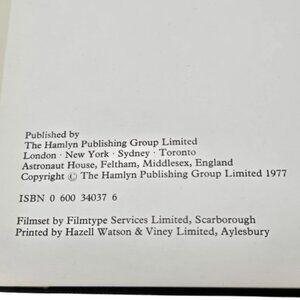 Published by
The Hamlyn Publishing Group Limited
London · New York · Sydney · Toronto
Astronaut House, Feltham, Middlesex, England
Copyright © The Hamlyn Publishing Group Limited 1977
ISBN 0 600 34037 6
Filmset by Filmtype Services Limited, Scarborough
Printed by Hazell Watson & Viney Limited, Aylesbury